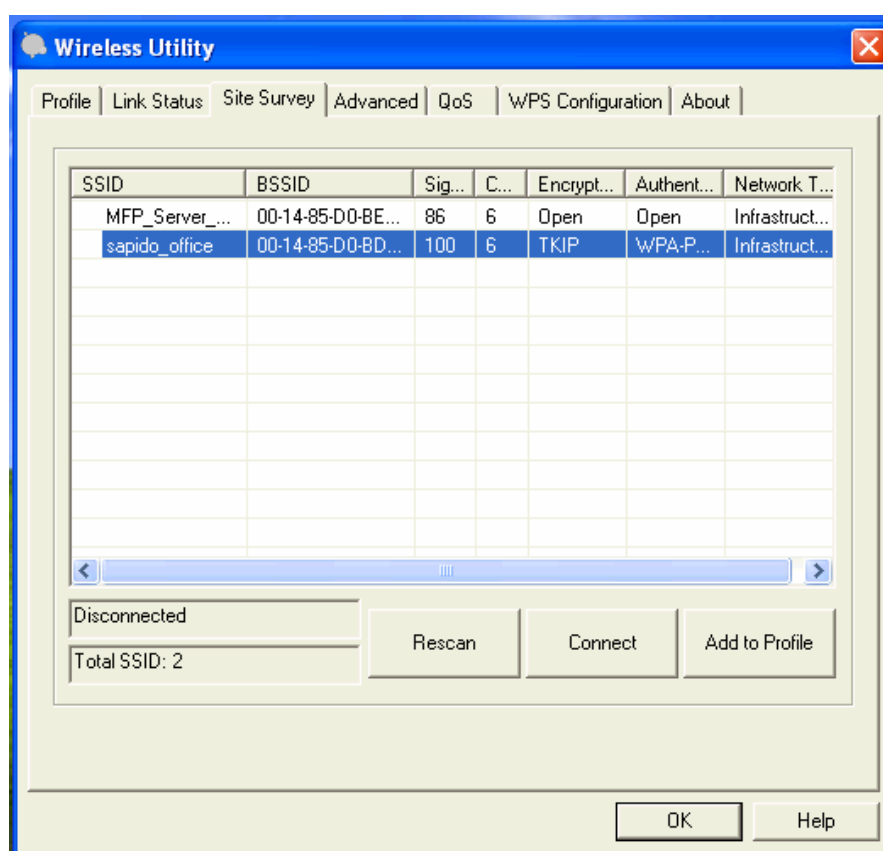 Wireless Utility
Profile Link Status Site Survey Advanced QoS WPS Configuration About
SSID BSSID Sig... C... Encrypt... Authent... Network T...
MFP_Server_... 00-14-85-D0-BE... 86 6 Open Open Infrastruct...
sapido_office 00-14-85-D0-BD... 100 6 TKIP WPA-P... Infrastruct...
Disconnected
Total SSID: 2
Rescan Connect Add to Profile
OK Help